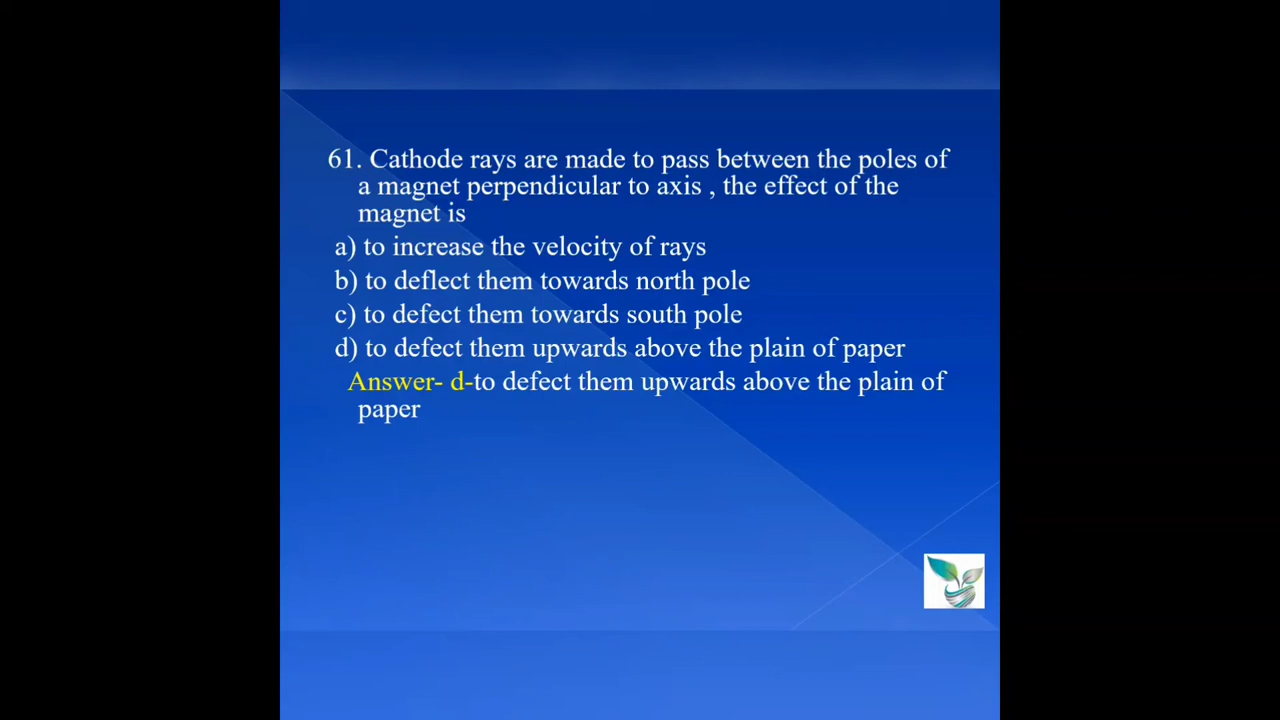 61. Cathode rays are made to pass between the poles of
a magnet perpendicular to axis , the effect of the
magnet is
a) to increase the velocity of rays
b) to deflect them towards north pole
c) to defect them towards south pole
d) to defect them upwards above the plain of paper
Answer- d-to defect them upwards above the plain of
paper